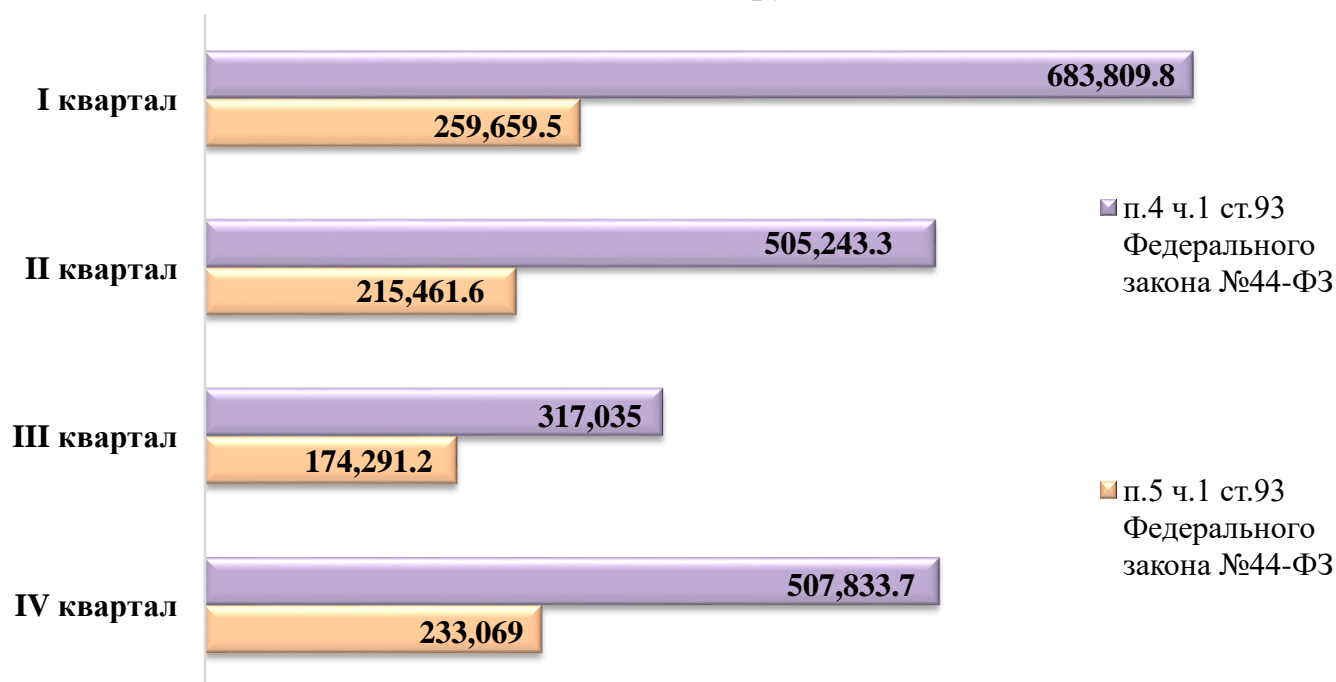 I квартал
683,809.8
259,659.5
II квартал
505,243.3
215,461.6
III квартал
317,035
174,291.2
IV квартал
507,833.7
233,069
п.4 ч.1 ст.93
Федерального
закона №44-ФЗ
п.5 ч.1 ст.93
Федерального
закона №44-ФЗ